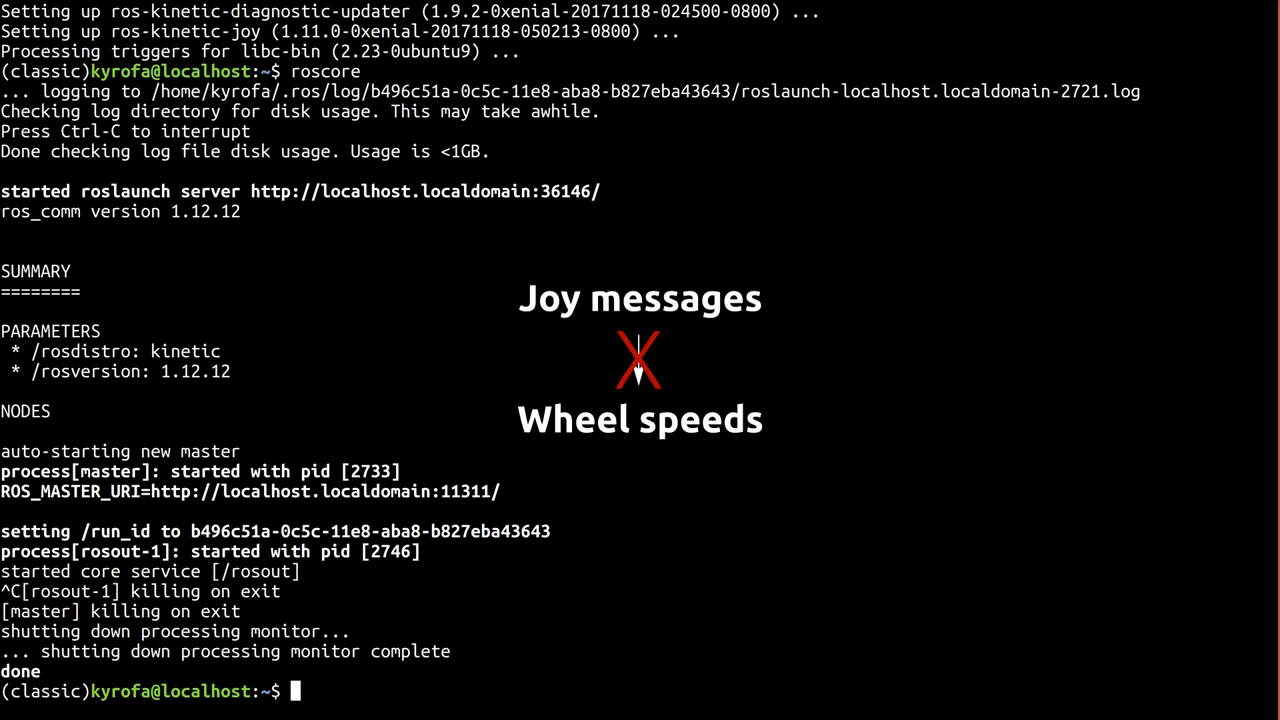 Setting up ros-kinetic-diagnostic-updater (1.9.2-0xenial-20171118-024500-0800) ...
Setting up ros-kinetic-joy (1.11.0-0xenial-20171118-050213-0800) ...
Processing triggers for libc-bin (2.23-0ubuntu9) ...
(classic)kyrofa@localhost:~$ roscore
... logging to /home/kyrofa/.ros/log/b496c51a-0c5c-11e8-aba8-b827eba43643/roslaunch-localhost.localdomain-2721.log
Checking log directory for disk usage. This may take awhile.
Press Ctrl-C to interrupt
Done checking log file disk usage. Usage is <1GB.
started roslaunch server http://localhost.localdomain:36146/
ros_comm version 1.12.12
SUMMARY
========
Joy messages
PARAMETERS
* /rosdistro: kinetic
* /rosversion: 1.12.12
NODES
Wheel speeds
auto-starting new master
process[master]: started with pid [2733]
ROS_MASTER_URI=http://localhost.localdomain:11311/
setting /run_id to b496c51a-0c5c-11e8-aba8-b827eba43643
process[rosout-1]: started with pid [2746]
started core service [/rosout]
^C[rosout-1] killing on exit
[master] killing on exit
shutting down processing monitor...
... shutting down processing monitor complete
done
(classic)kyrofa@localhost:~$